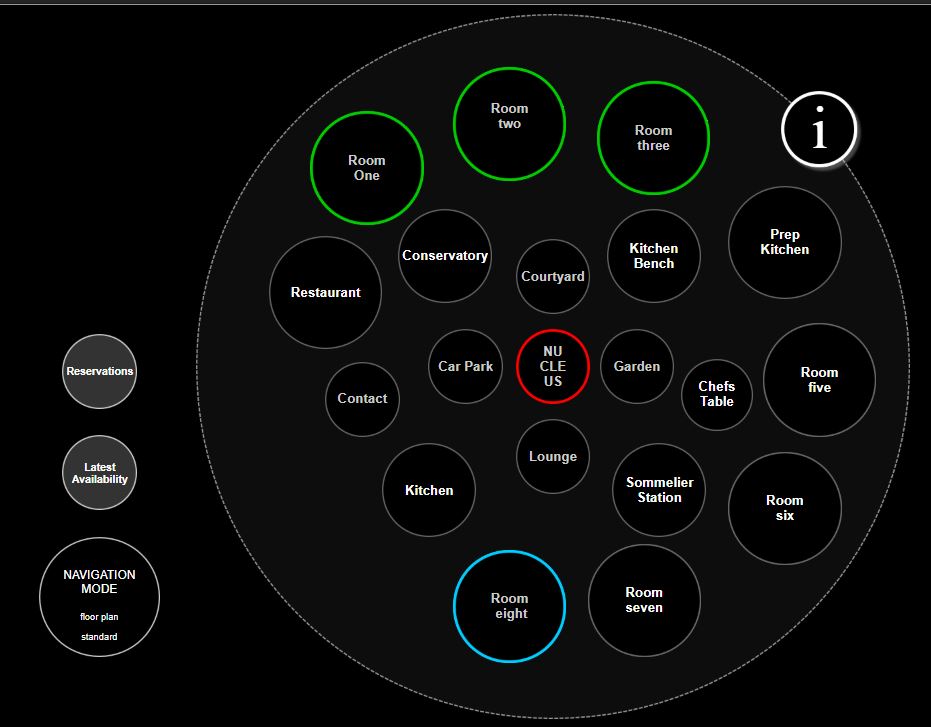 Room
two
Room
three
i
Room
One
Prep
Kitchen
Conservatory
Kitchen
Bench
Courtyard
Restaurant
NU
CLE
US
Car Park
Garden
Reservations
Room
five
Chefs
Table
Contact
Lounge
Latest
Availability
Kitchen
Sommelier
Station
Room
six
NAVIGATION
MODE
floor plan
standard
Room
eight
Room
seven